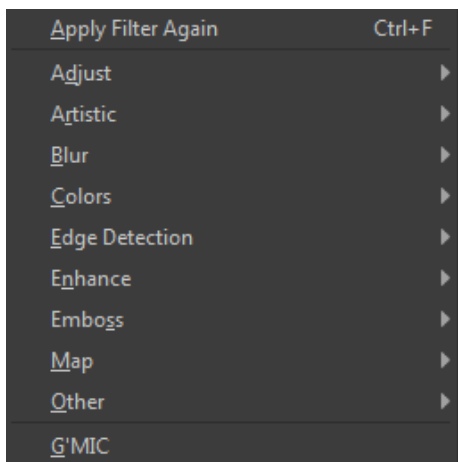 Apply Filter Again Ctrl+F
Adjust
Artistic
Blur
Colors
Edge Detection
Enhance
Emboss
Map
Other
G'MIC